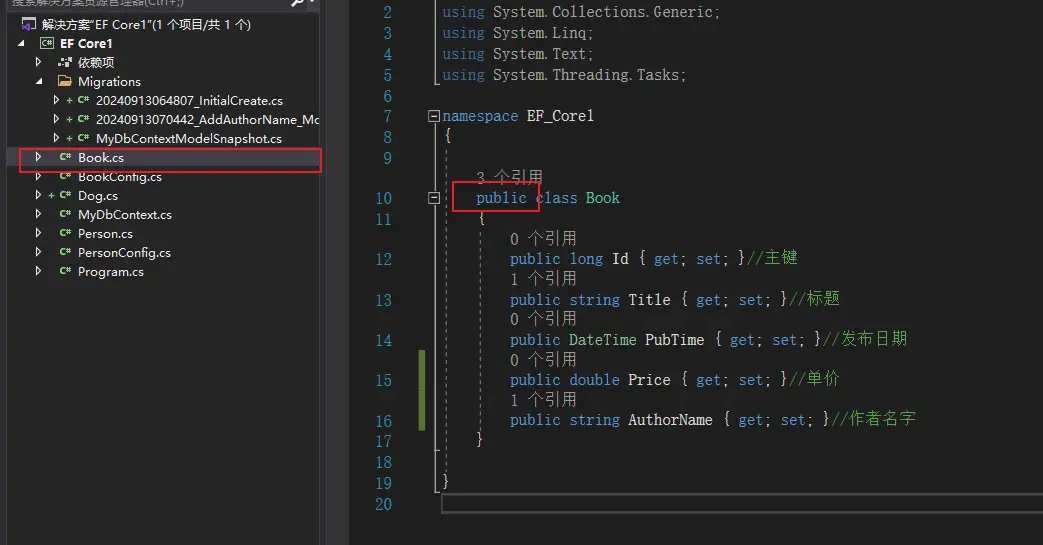 搜索解决方案资源管理器(Ctrl+;)
解决方案"EF Core1"(1 个项目/共 1 个)
EF Core1
依赖项
Migrations
20240913064807_InitialCreate.cs
20240913070442_AddAuthorName_Mo
MyDbContextModelSnapshot.cs
Book.cs
BookConfig.cs
Dog.cs
MyDbContext.cs
Person.cs
PersonConfig.cs
Program.cs
2 using System.Collections.Generic;
3 using System.Linq;
4 using System.Text;
5 using System.Threading.Tasks;
6
7 namespace EF_Core1
8 {
9
3 个引用
10 public class Book
11 {
0 个引用
12 public long Id { get; set; }//主键
1 个引用
13 public string Title { get; set; }//标题
0 个引用
14 public DateTime PubTime { get; set; }//发布日期
0 个引用
15 public double Price { get; set; }//单价
1 个引用
16 public string AuthorName { get; set; }//作者名字
17 }
18
19 }
20